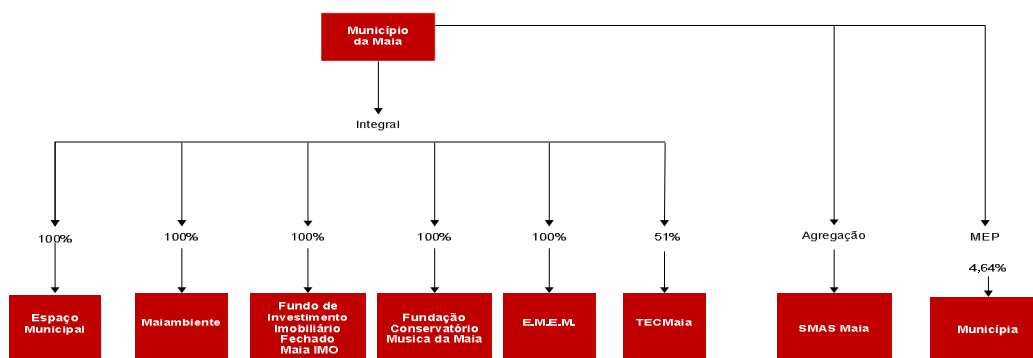 Município
da Maia
Integral
100%
100%
100%
100%
100%
51%
Agregação
MEP
4,64%
Espaço
Municipal
Maiambiente
Fundo de
Investimento
Imobiliário
Fechado
Maia IMO
Fundação
Conservatório
Musica da Maia
E.M.E.M.
TECMaia
SMAS Maia
Municípia